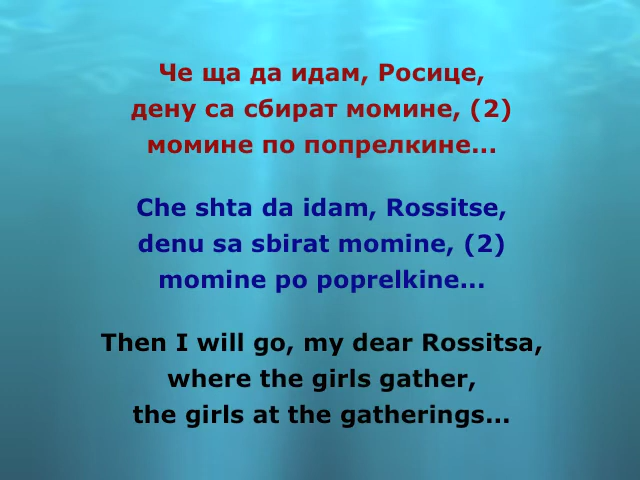 Че ща да идам, Росице,
дену са сбират момине, (2)
момине по попрелкине...
Che shta da idam, Rossitse,
denu sa sbirat momine, (2)
momine po poprelkine...
Then I will go, my dear Rossitsa,
where the girls gather,
the girls at the gatherings...